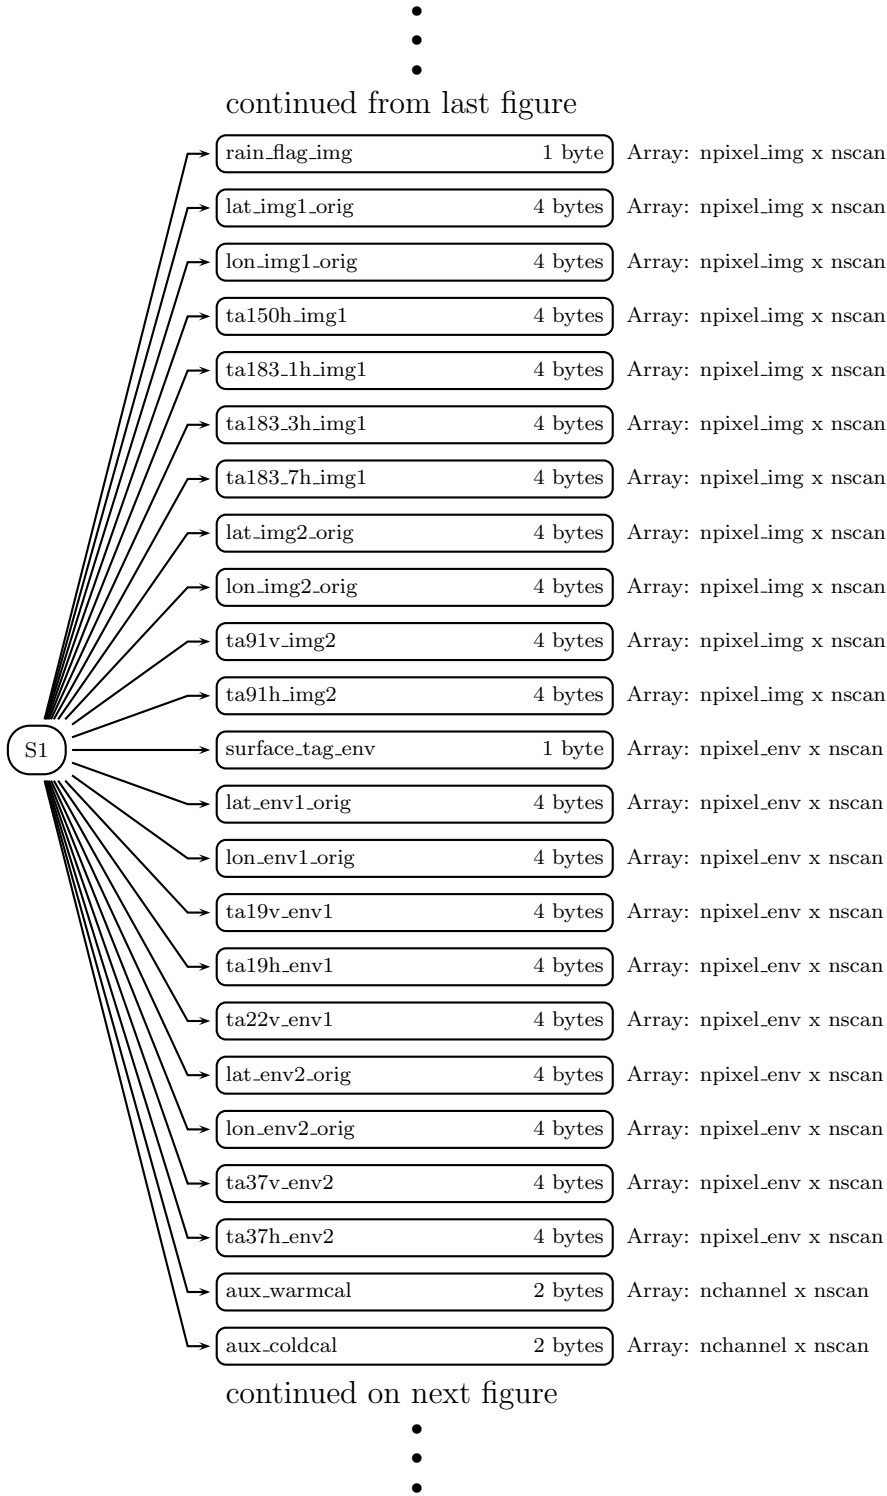 continued from last figure
rain_flag_img 1 byte Array: npixel_img x nscan
lat_img1_orig 4 bytes Array: npixel_img x nscan
lon_img1_orig 4 bytes Array: npixel_img x nscan
ta150h_img1 4 bytes Array: npixel_img x nscan
ta183_1h_img1 4 bytes Array: npixel_img x nscan
ta183_3h_img1 4 bytes Array: npixel_img x nscan
ta183_7h_img1 4 bytes Array: npixel_img x nscan
lat_img2_orig 4 bytes Array: npixel_img x nscan
lon_img2_orig 4 bytes Array: npixel_img x nscan
ta91v_img2 4 bytes Array: npixel_img x nscan
ta91h_img2 4 bytes Array: npixel_img x nscan
S1 surface_tag_env 1 byte Array: npixel_env x nscan
lat_env1_orig 4 bytes Array: npixel_env x nscan
lon_env1_orig 4 bytes Array: npixel_env x nscan
ta19v_env1 4 bytes Array: npixel_env x nscan
ta19h_env1 4 bytes Array: npixel_env x nscan
ta22v_env1 4 bytes Array: npixel_env x nscan
lat_env2_orig 4 bytes Array: npixel_env x nscan
lon_env2_orig 4 bytes Array: npixel_env x nscan
ta37v_env2 4 bytes Array: npixel_env x nscan
ta37h_env2 4 bytes Array: npixel_env x nscan
aux_warmcal 2 bytes Array: nchannel x nscan
aux_coldcal 2 bytes Array: nchannel x nscan
continued on next figure